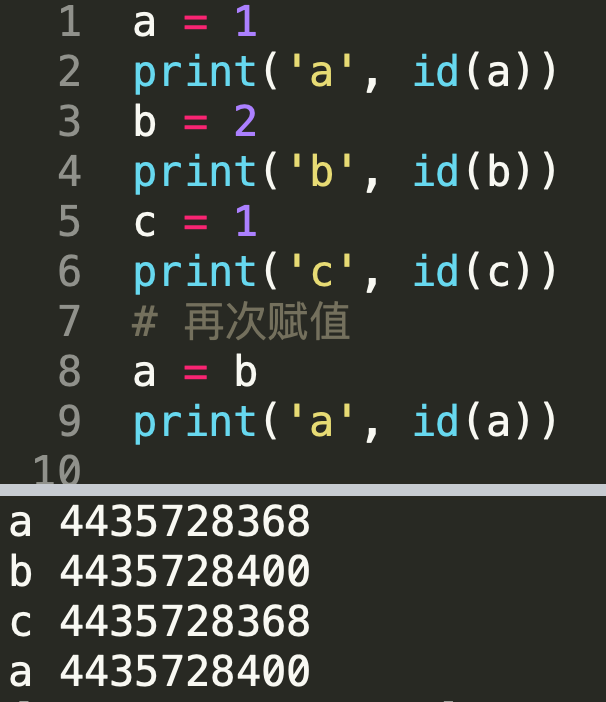 1 a = 1
2 print('a', id(a))
3 b = 2
4 print('b', id(b))
5 c = 1
6 print('c', id(c))
7 # 再次赋值
8 a = b
9 print('a', id(a))
10
a 4435728368
b 4435728400
c 4435728368
a 4435728400